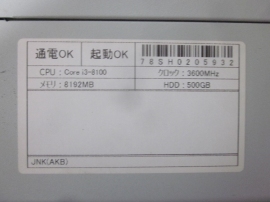 通電OK 起動OK
78SH0205932
CPU : Core i3-8100 クロック : 3600MHz
メモリ : 8192MB HDD : 500GB
JNK(AKB)